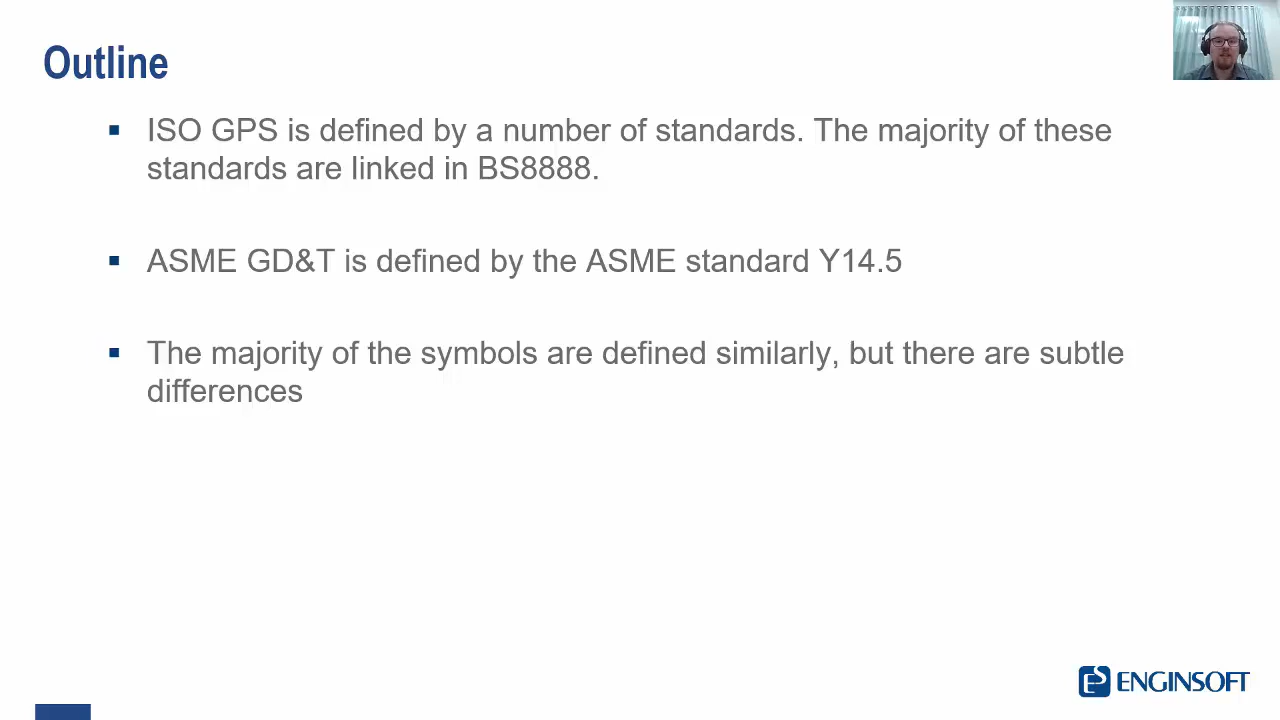 Outline
▪ ISO GPS is defined by a number of standards. The majority of these
standards are linked in BS8888.
▪ ASME GD&T is defined by the ASME standard Y14.5
▪ The majority of the symbols are defined similarly, but there are subtle
differences
ENGINSOFT